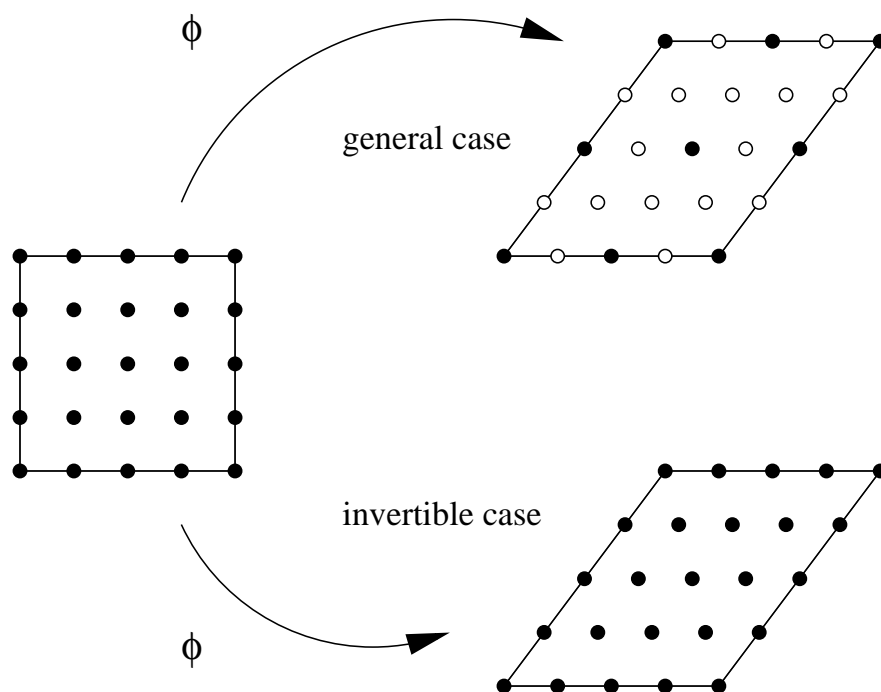 ϕ
general case
invertible case
ϕ